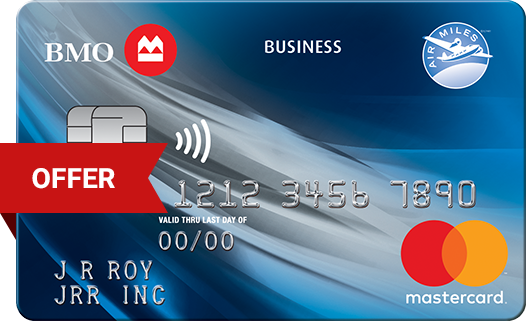 BMO
BUSINESS
AIR MILES
OFFER
1212 3456 7890
VALID THRU LAST DAY OF
00/00
J R ROY
JRR INC
mastercard